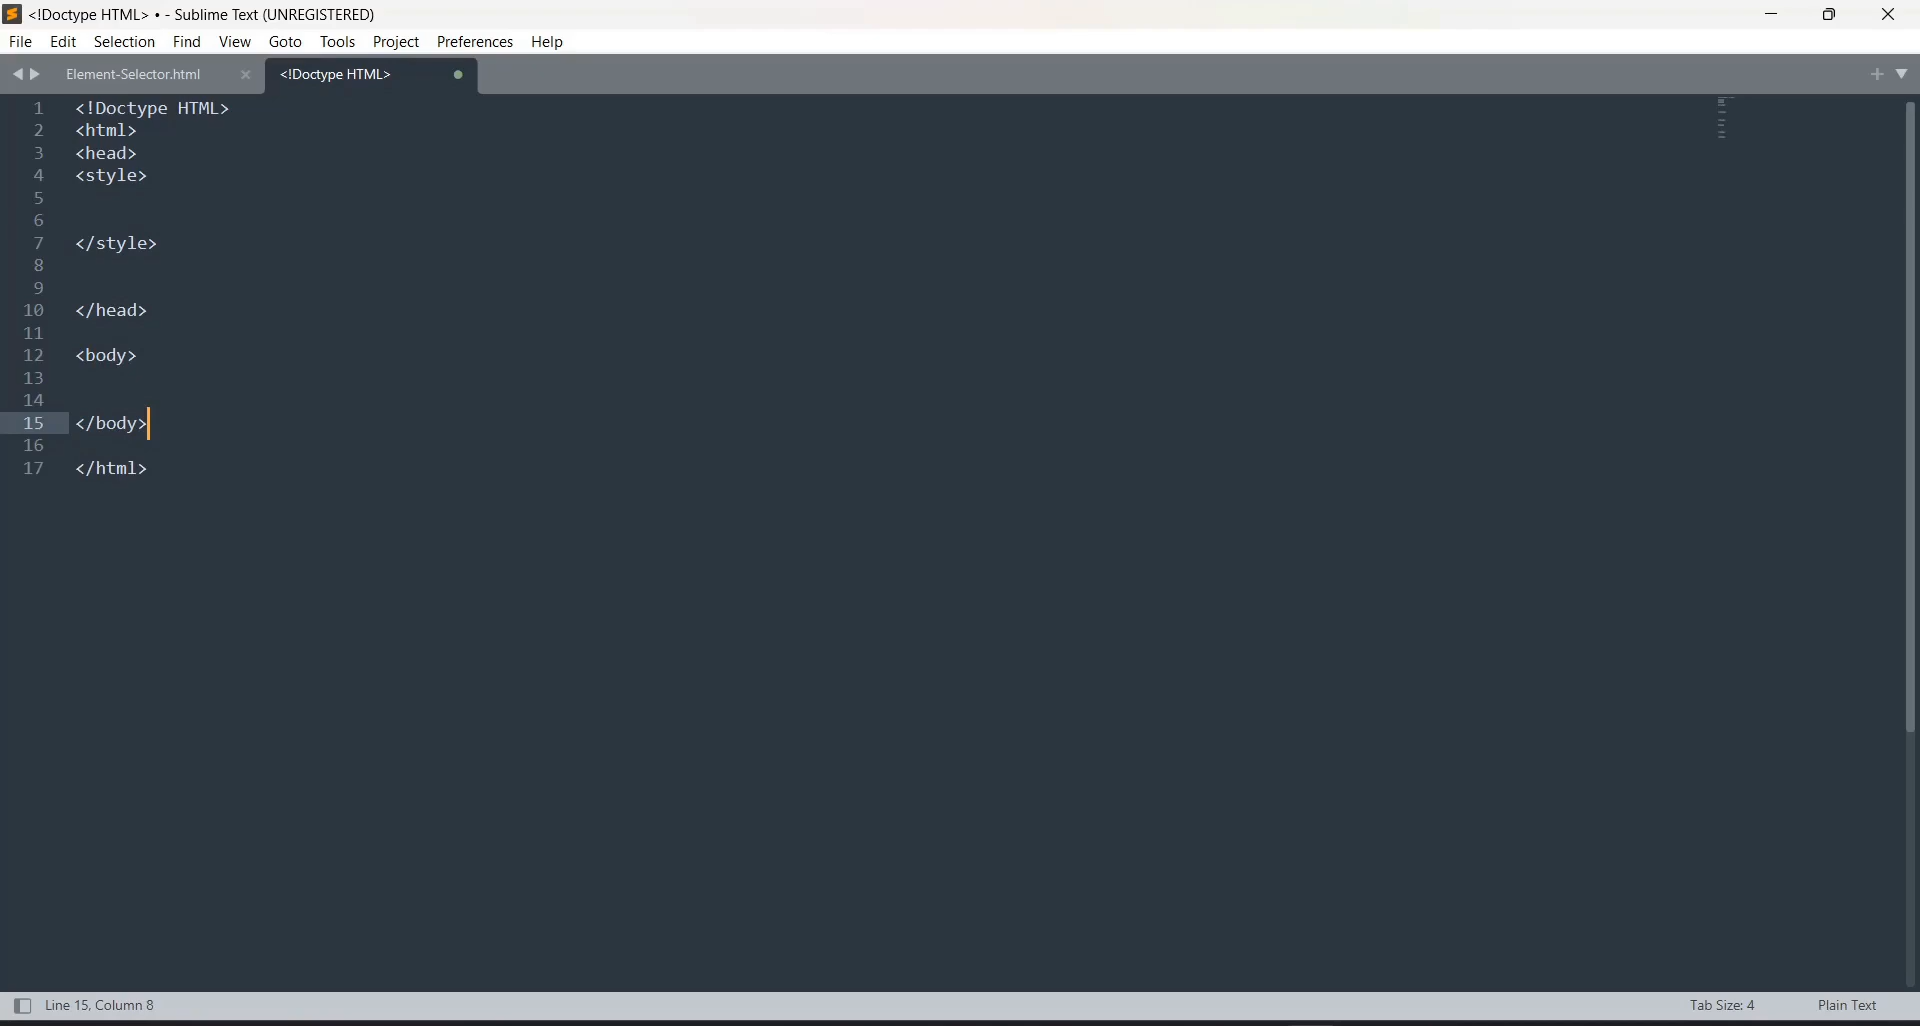 <!Doctype HTML> • - Sublime Text (UNREGISTERED)
File Edit Selection Find View Goto Tools Project Preferences Help
Element-Selector.html <!Doctype HTML>
1 <!Doctype HTML>
2 <html>
3 <head>
4 <style>
5
6
7 </style>
8
9
10 </head>
11
12 <body>
13
14
15 </body>
16
17 </html>
Line 15, Column 8 Tab Size: 4 Plain Text